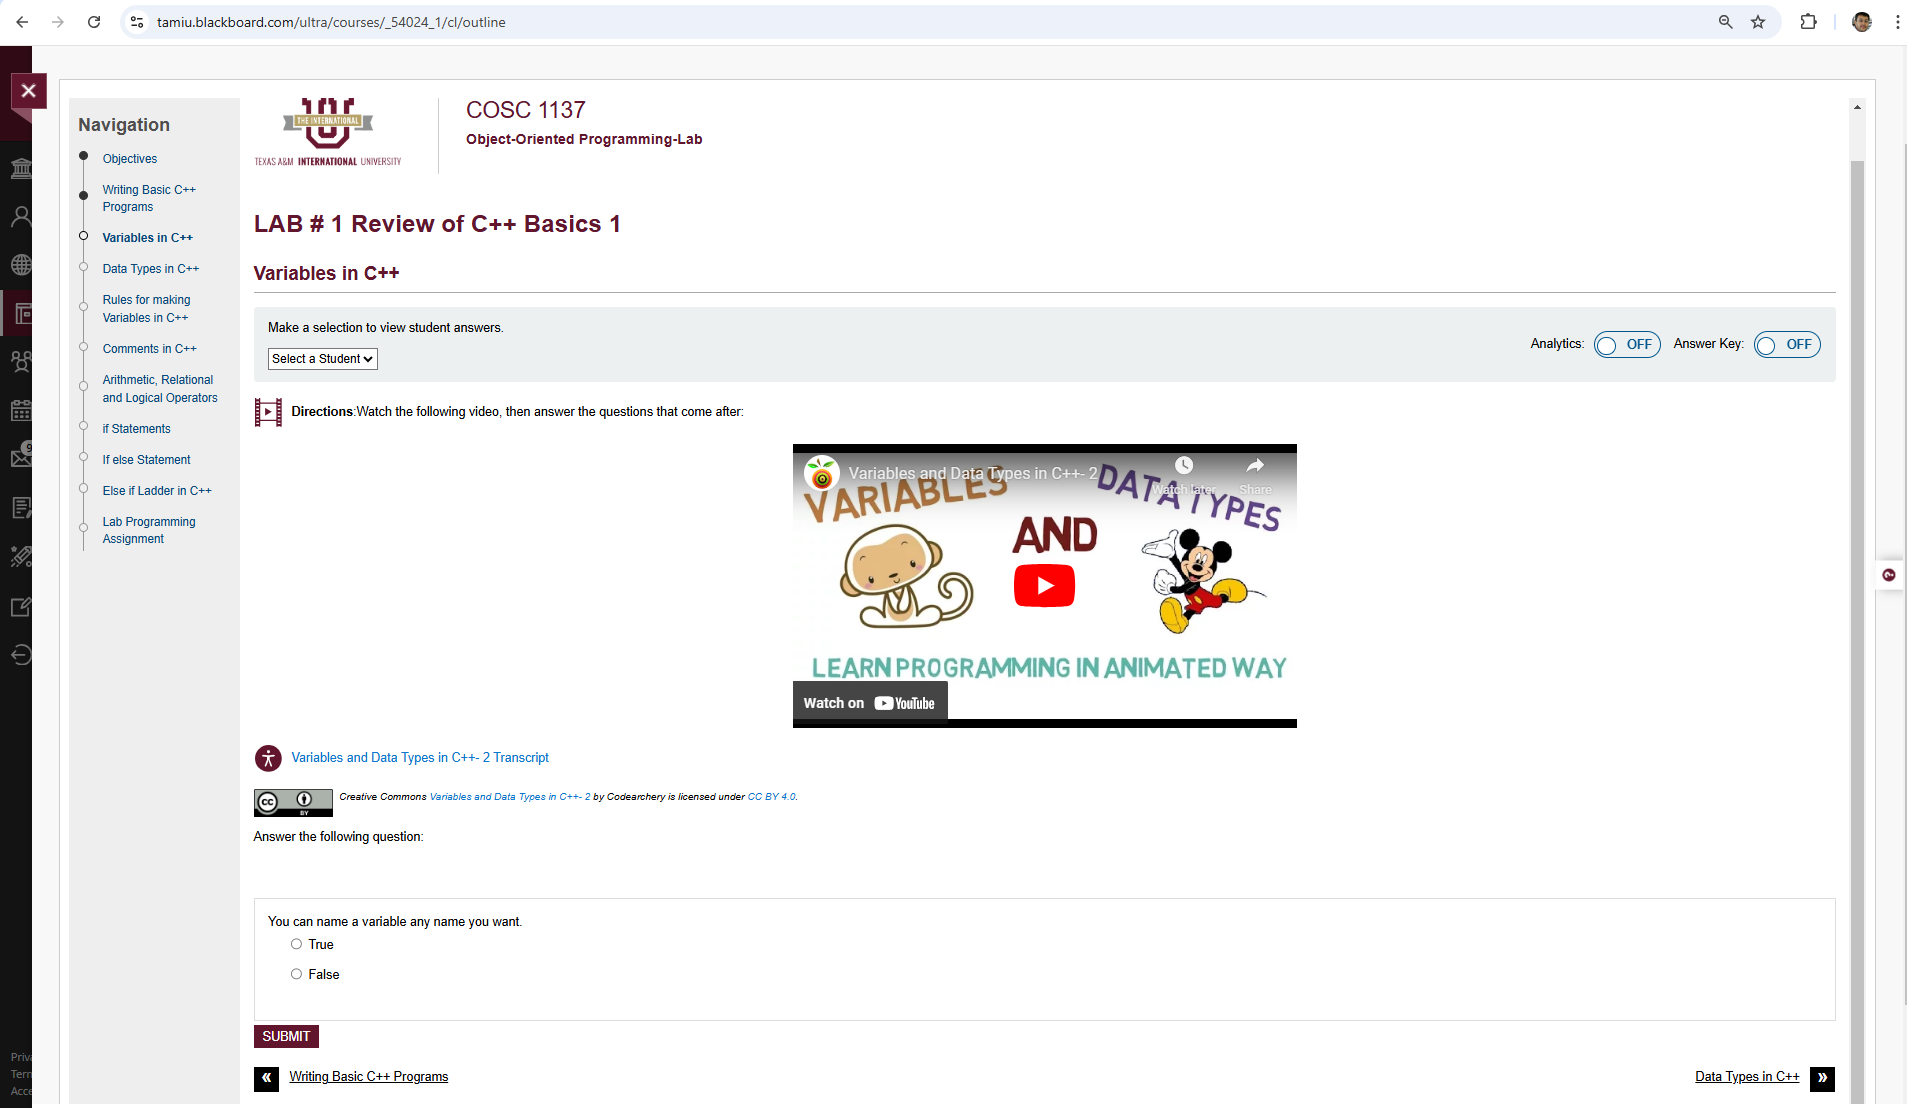 tamiu.blackboard.com/ultra/courses/_54024_1/cl/outline
Navigation
Objectives
Writing Basic C++
Programs
Variables in C++
Data Types in C++
Rules for making
Variables in C++
Comments in C++
Arithmetic, Relational
and Logical Operators
if Statements
If else Statement
Else if Ladder in C++
Lab Programming
Assignment
THE INTERNATIONAL
TEXAS A&M INTERNATIONAL UNIVERSITY
COSC 1137
Object-Oriented Programming-Lab
LAB # 1 Review of C++ Basics 1
Variables in C++
Make a selection to view student answers.
Select a Student
Analytics: OFF Answer Key: OFF
Directions:Watch the following video, then answer the questions that come after:
Variables and Data Types in C++- 2
Watch later Share
VARIABLES
AND
DATA TYPES
LEARN PROGRAMMING IN ANIMATED WAY
Watch on YouTube
Variables and Data Types in C++- 2 Transcript
cc BY
Creative Commons Variables and Data Types in C++- 2 by Codearchery is licensed under CC BY 4.0.
Answer the following question:
You can name a variable any name you want.
True
False
SUBMIT
« Writing Basic C++ Programs
Data Types in C++ »